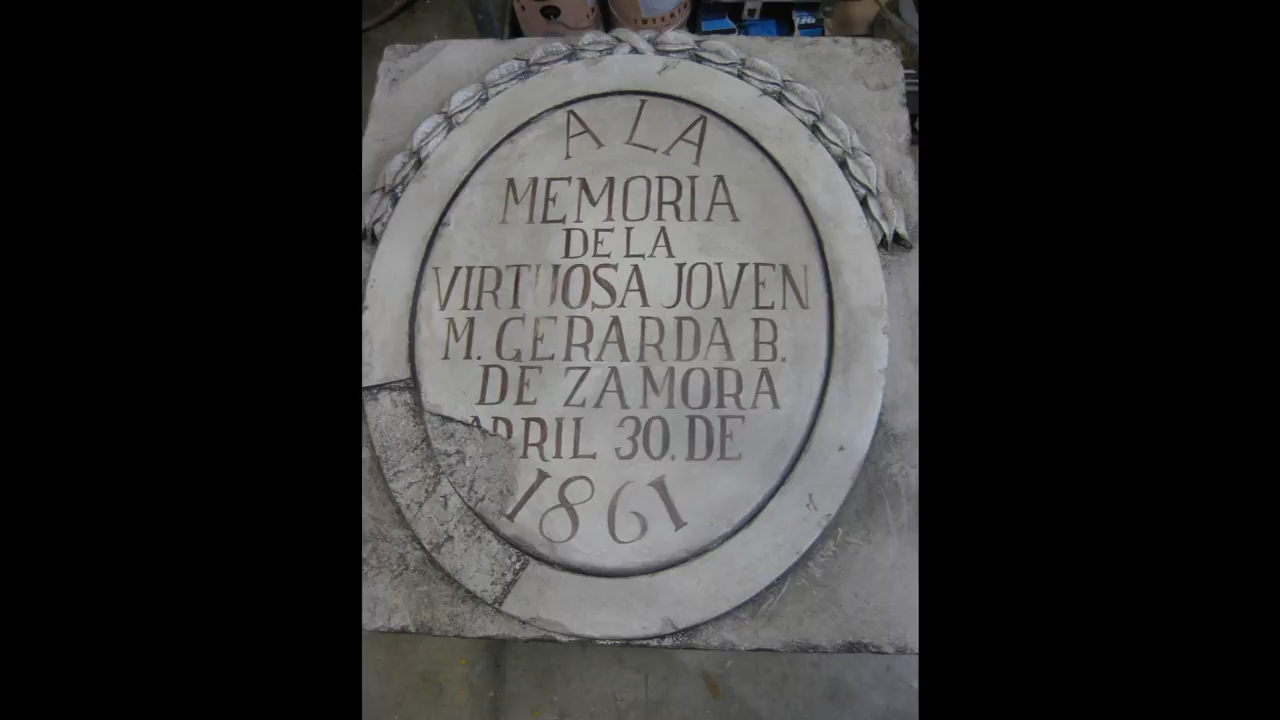 A LA
MEMORIA
DE LA
VIRTUOSA JOVEN
M. GERARDA B.
DE ZAMORA
ABRIL 30. DE
1861